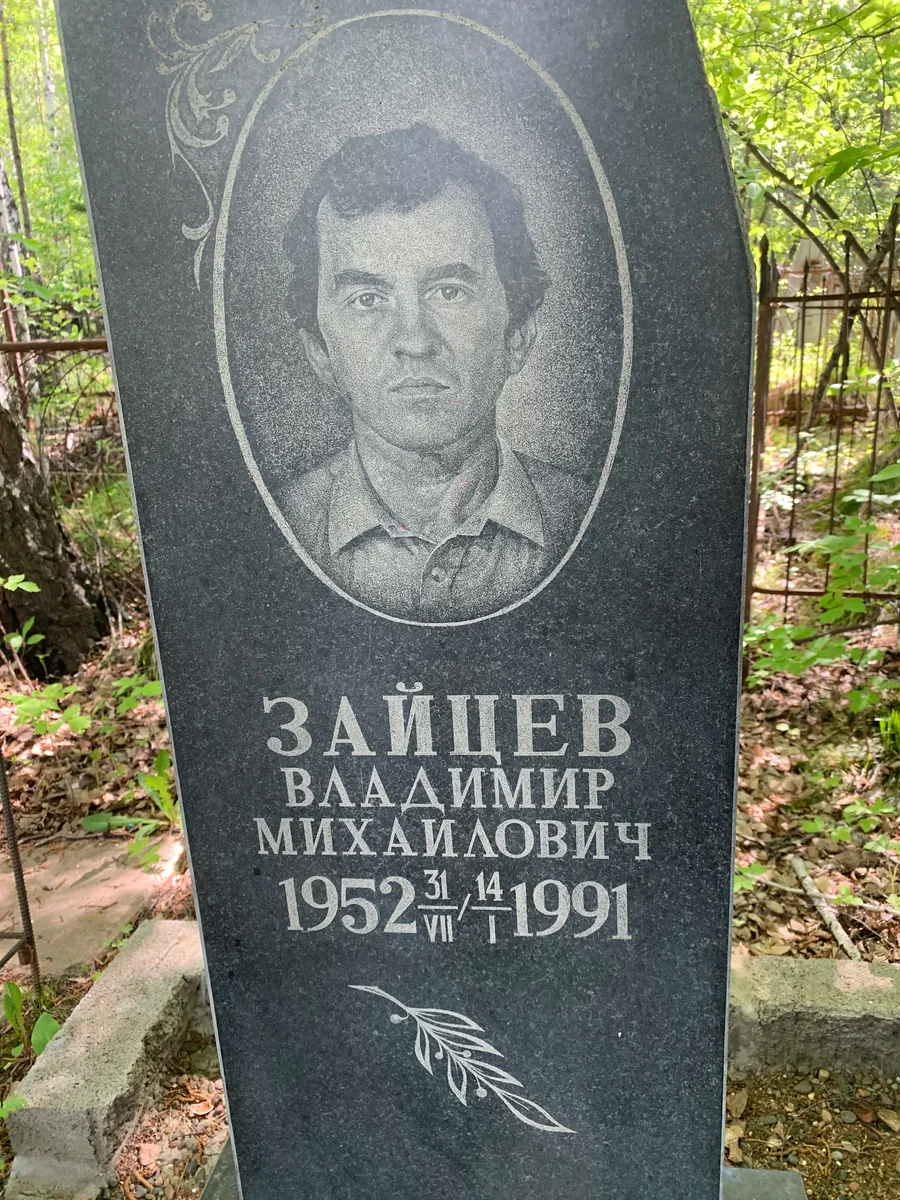 ЗАЙЦЕВ
ВЛАДИМИР
МИХАИЛОВИЧ
1952 31/VII / 14/I 1991